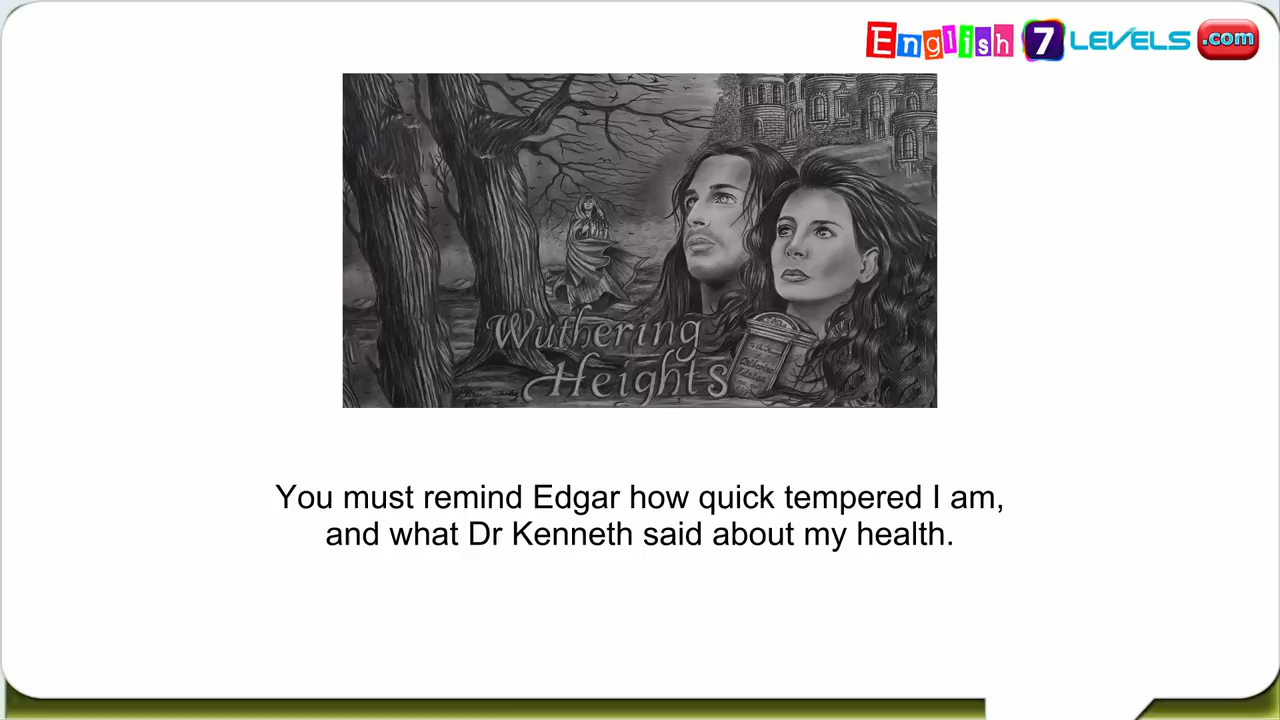 English 7 LEVELS .com
Wuthering
Heights
You must remind Edgar how quick tempered I am,
and what Dr Kenneth said about my health.